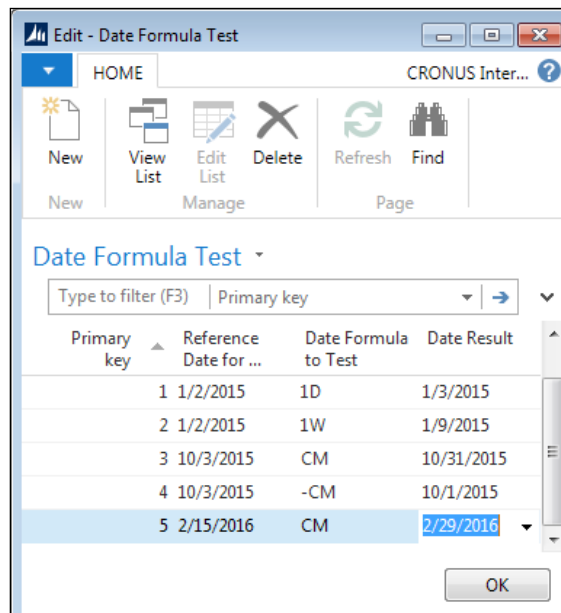 Edit - Date Formula Test
HOME
CRONUS Inter... ?
New View Edit Delete Refresh Find
List List
New Manage Page
Date Formula Test
Type to filter (F3) Primary key
Primary Reference Date Formula Date Result
key Date for ... to Test
1 1/2/2015 1D 1/3/2015
2 1/2/2015 1W 1/9/2015
3 10/3/2015 CM 10/31/2015
4 10/3/2015 -CM 10/1/2015
5 2/15/2016 CM 2/29/2016
OK